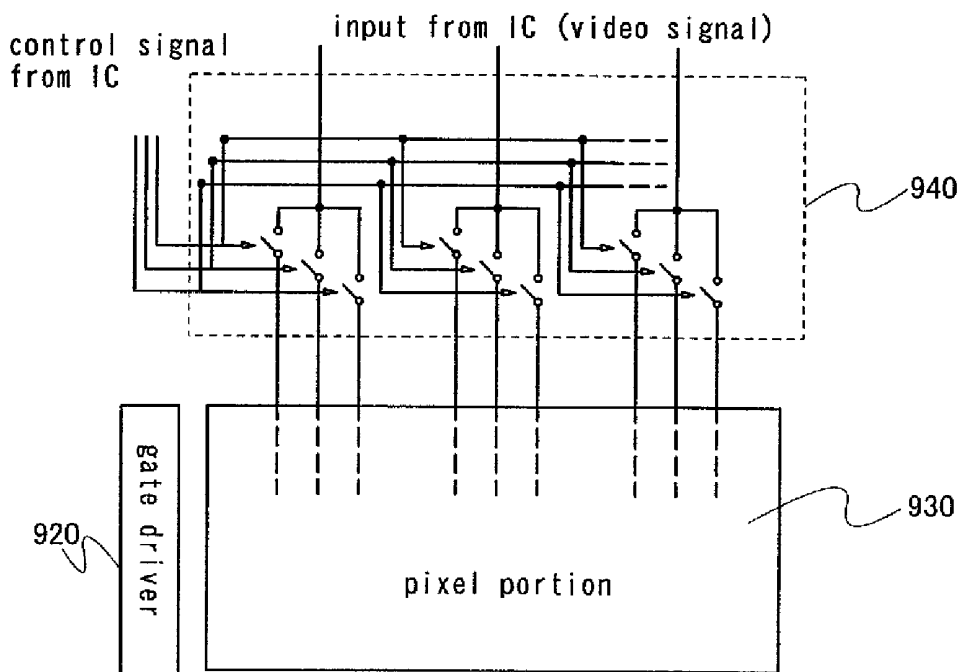 control signal
from IC
input from IC (video signal)
940
gate driver
920
930
pixel portion